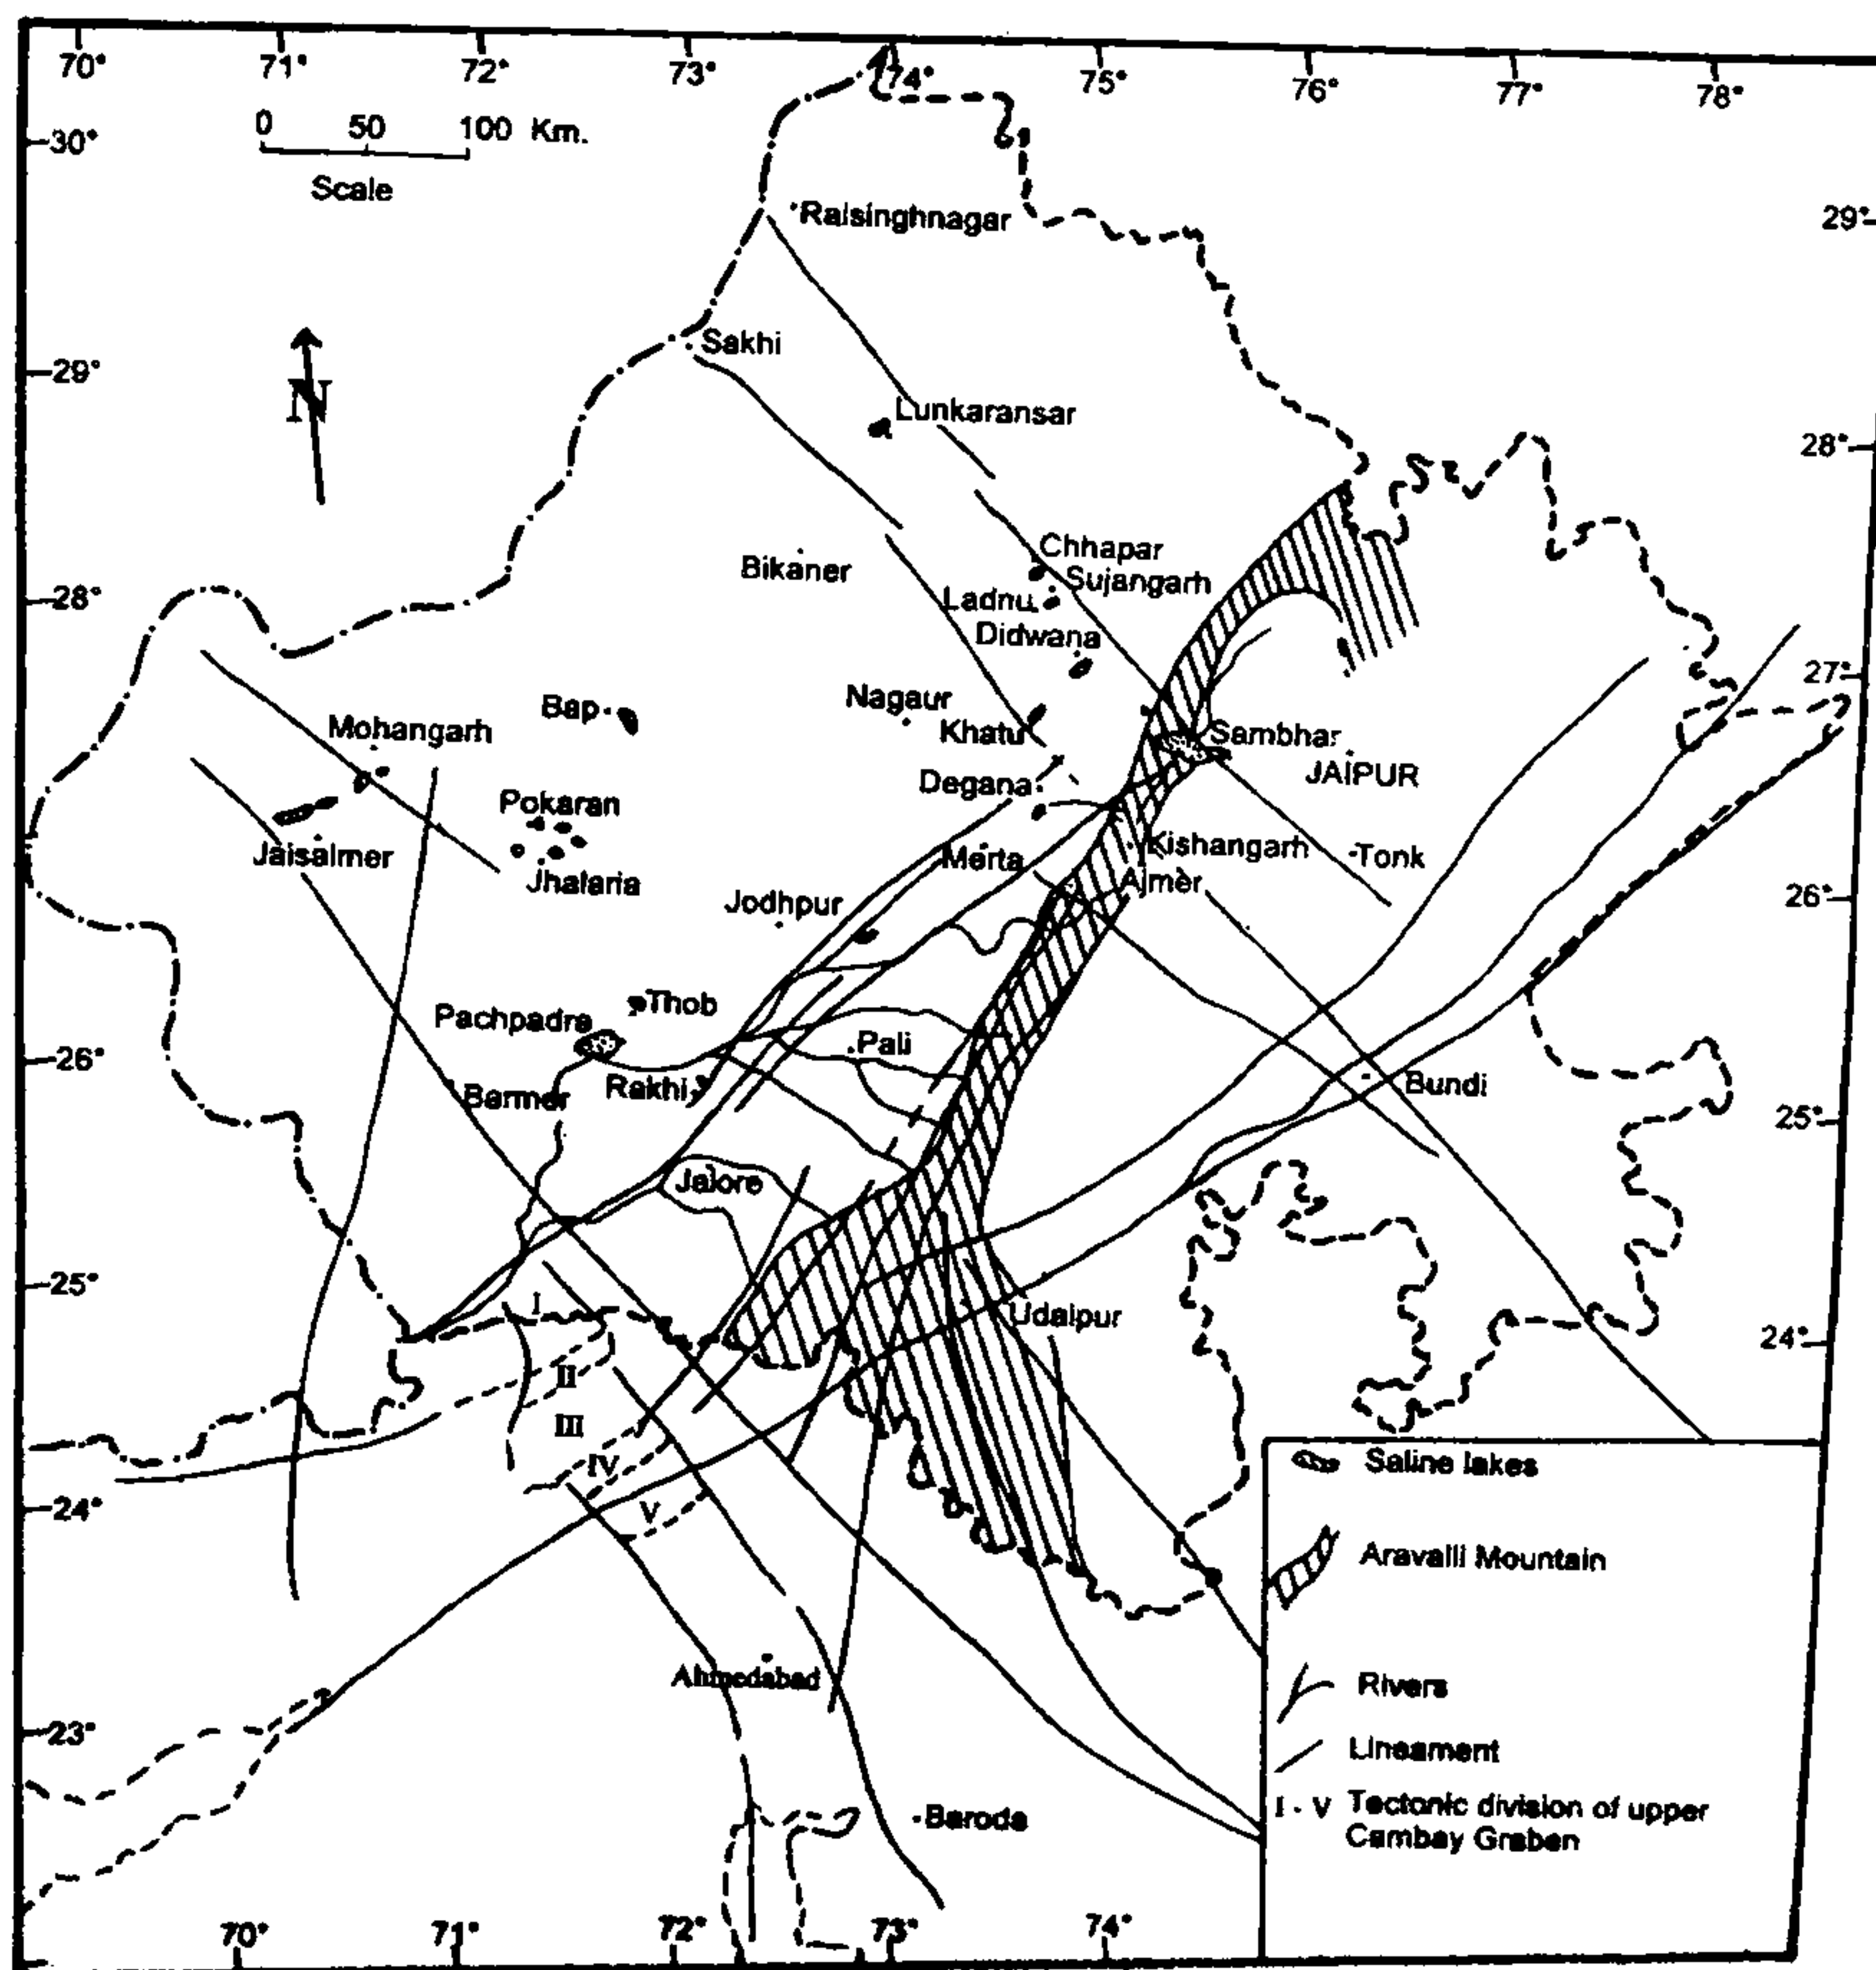 70° 71° 72° 73° 74° 75° 76° 77° 78°
0 50 100 Km.
Scale
30°
29°
Raisinghnagar
Sakhi
29°
N
Lunkaransar
28°
Chhapar
Bikaner
Sujangarh
28°
Ladnu
Didwana
27°
Bap
Nagaur
Mohangarh
Khatu
Sambhar
JAIPUR
Degana
Pokaran
Jaisalmer
Merta
Kishangarh
Tonk
Jhalaria
Ajmer
26°
Jodhpur
Thob
Pachpadra
Pali
26°
Rakhi
Barmer
Bundi
25°
Jalore
25°
I
Udaipur
24°
II
III
IV
V
24°
Saline lakes
Aravalli Mountain
Ahmedabad
Rivers
23°
Lineament
I - V Tectonic division of upper
Cambay Graben
Baroda
70° 71° 72° 73° 74°